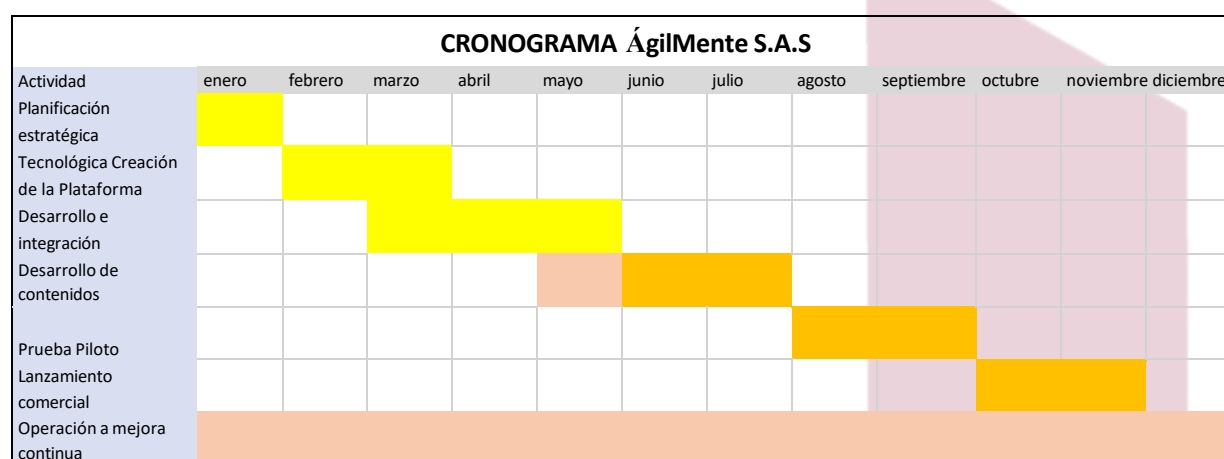 CRONOGRAMA ÁgilMente S.A.S
Actividad enero febrero marzo abril mayo junio julio agosto septiembre octubre noviembre diciembre
Planificación
estratégica
Tecnológica Creación
de la Plataforma
Desarrollo e
integración
Desarrollo de
contenidos
Prueba Piloto
Lanzamiento
comercial
Operación a mejora
continua